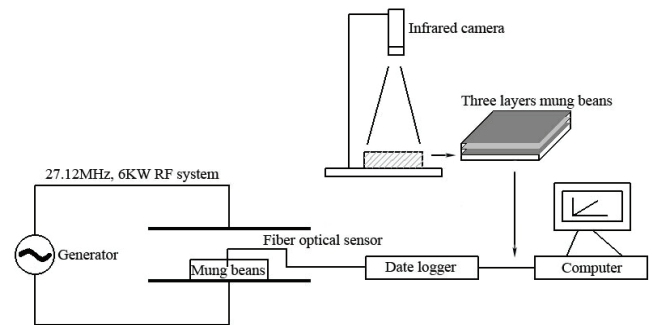 Infrared camera
Three layers mung beans
27.12MHz, 6KW RF system
Fiber optical sensor
Generator
Mung beans
Date logger
Computer